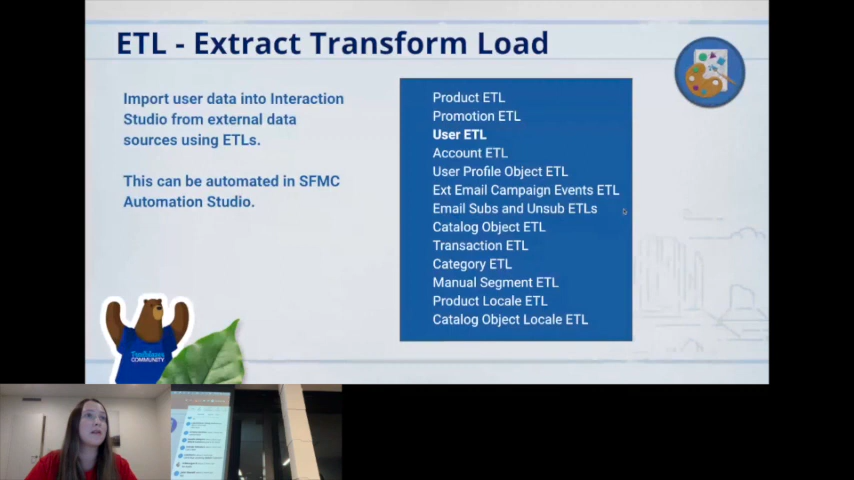 ETL - Extract Transform Load
Import user data into Interaction
Studio from external data
sources using ETLs.
This can be automated in SFMC
Automation Studio.
Product ETL
Promotion ETL
User ETL
Account ETL
User Profile Object ETL
Ext Email Campaign Events ETL
Email Subs and Unsub ETLs
Catalog Object ETL
Transaction ETL
Category ETL
Manual Segment ETL
Product Locale ETL
Catalog Object Locale ETL
COMMUNITY